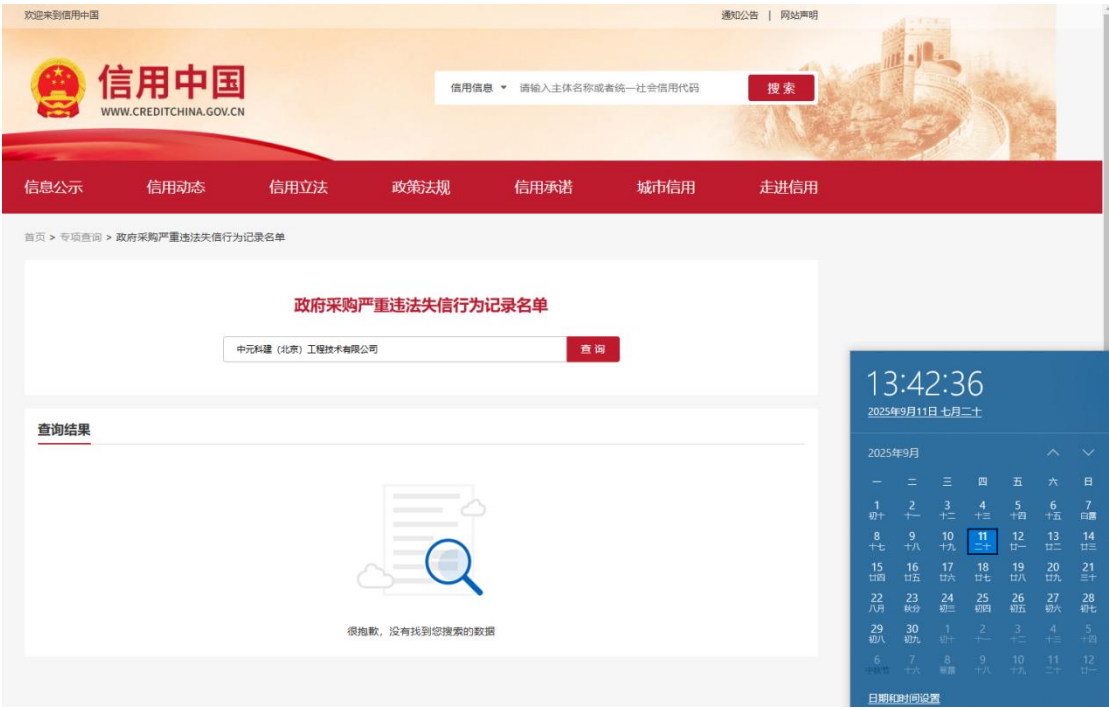 欢迎来到信用中国
通知公告 | 网站声明
信用中国
WWW.CREDITCHINA.GOV.CN
信用信息 请输入主体名称或者统一社会信用代码 搜索
信息公示 信用动态 信用立法 政策法规 信用承诺 城市信用 走进信用
首页 > 专项查询 > 政府采购严重违法失信行为记录名单
政府采购严重违法失信行为记录名单
中元科建（北京）工程技术有限公司 查询
查询结果
很抱歉，没有找到您搜索的数据
13:42:36
2025年9月11日 七月二十
2025年9月
一 二 三 四 五 六 日
1 2 3 4 5 6 7
初十 十一 十二 十三 十四 十五 白露
8 9 10 11 12 13 14
十七 十八 十九 二十 廿一 廿二 廿三
15 16 17 18 19 20 21
廿四 廿五 廿六 廿七 廿八 廿九 三十
22 23 24 25 26 27 28
八月 秋分 初三 初四 初五 初六 初七
29 30 1 2 3 4 5
初八 初九 初十 十一 十二 十三 十四
6 7 8 9 10 11 12
中秋节 十六 寒露 十八 十九 二十 廿一
日期和时间设置